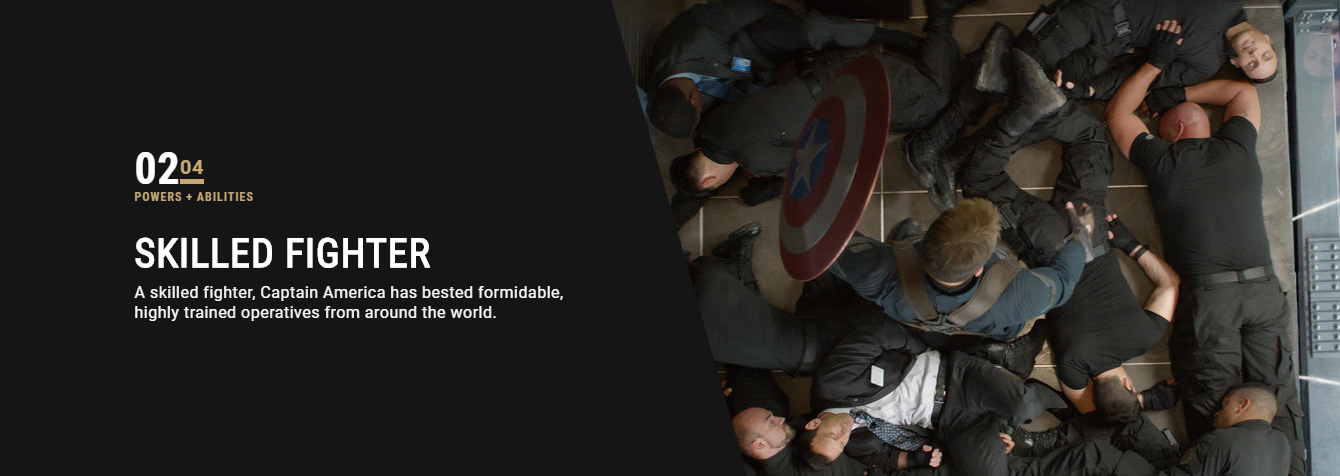 0204
POWERS + ABILITIES
SKILLED FIGHTER
A skilled fighter, Captain America has bested formidable,
highly trained operatives from around the world.